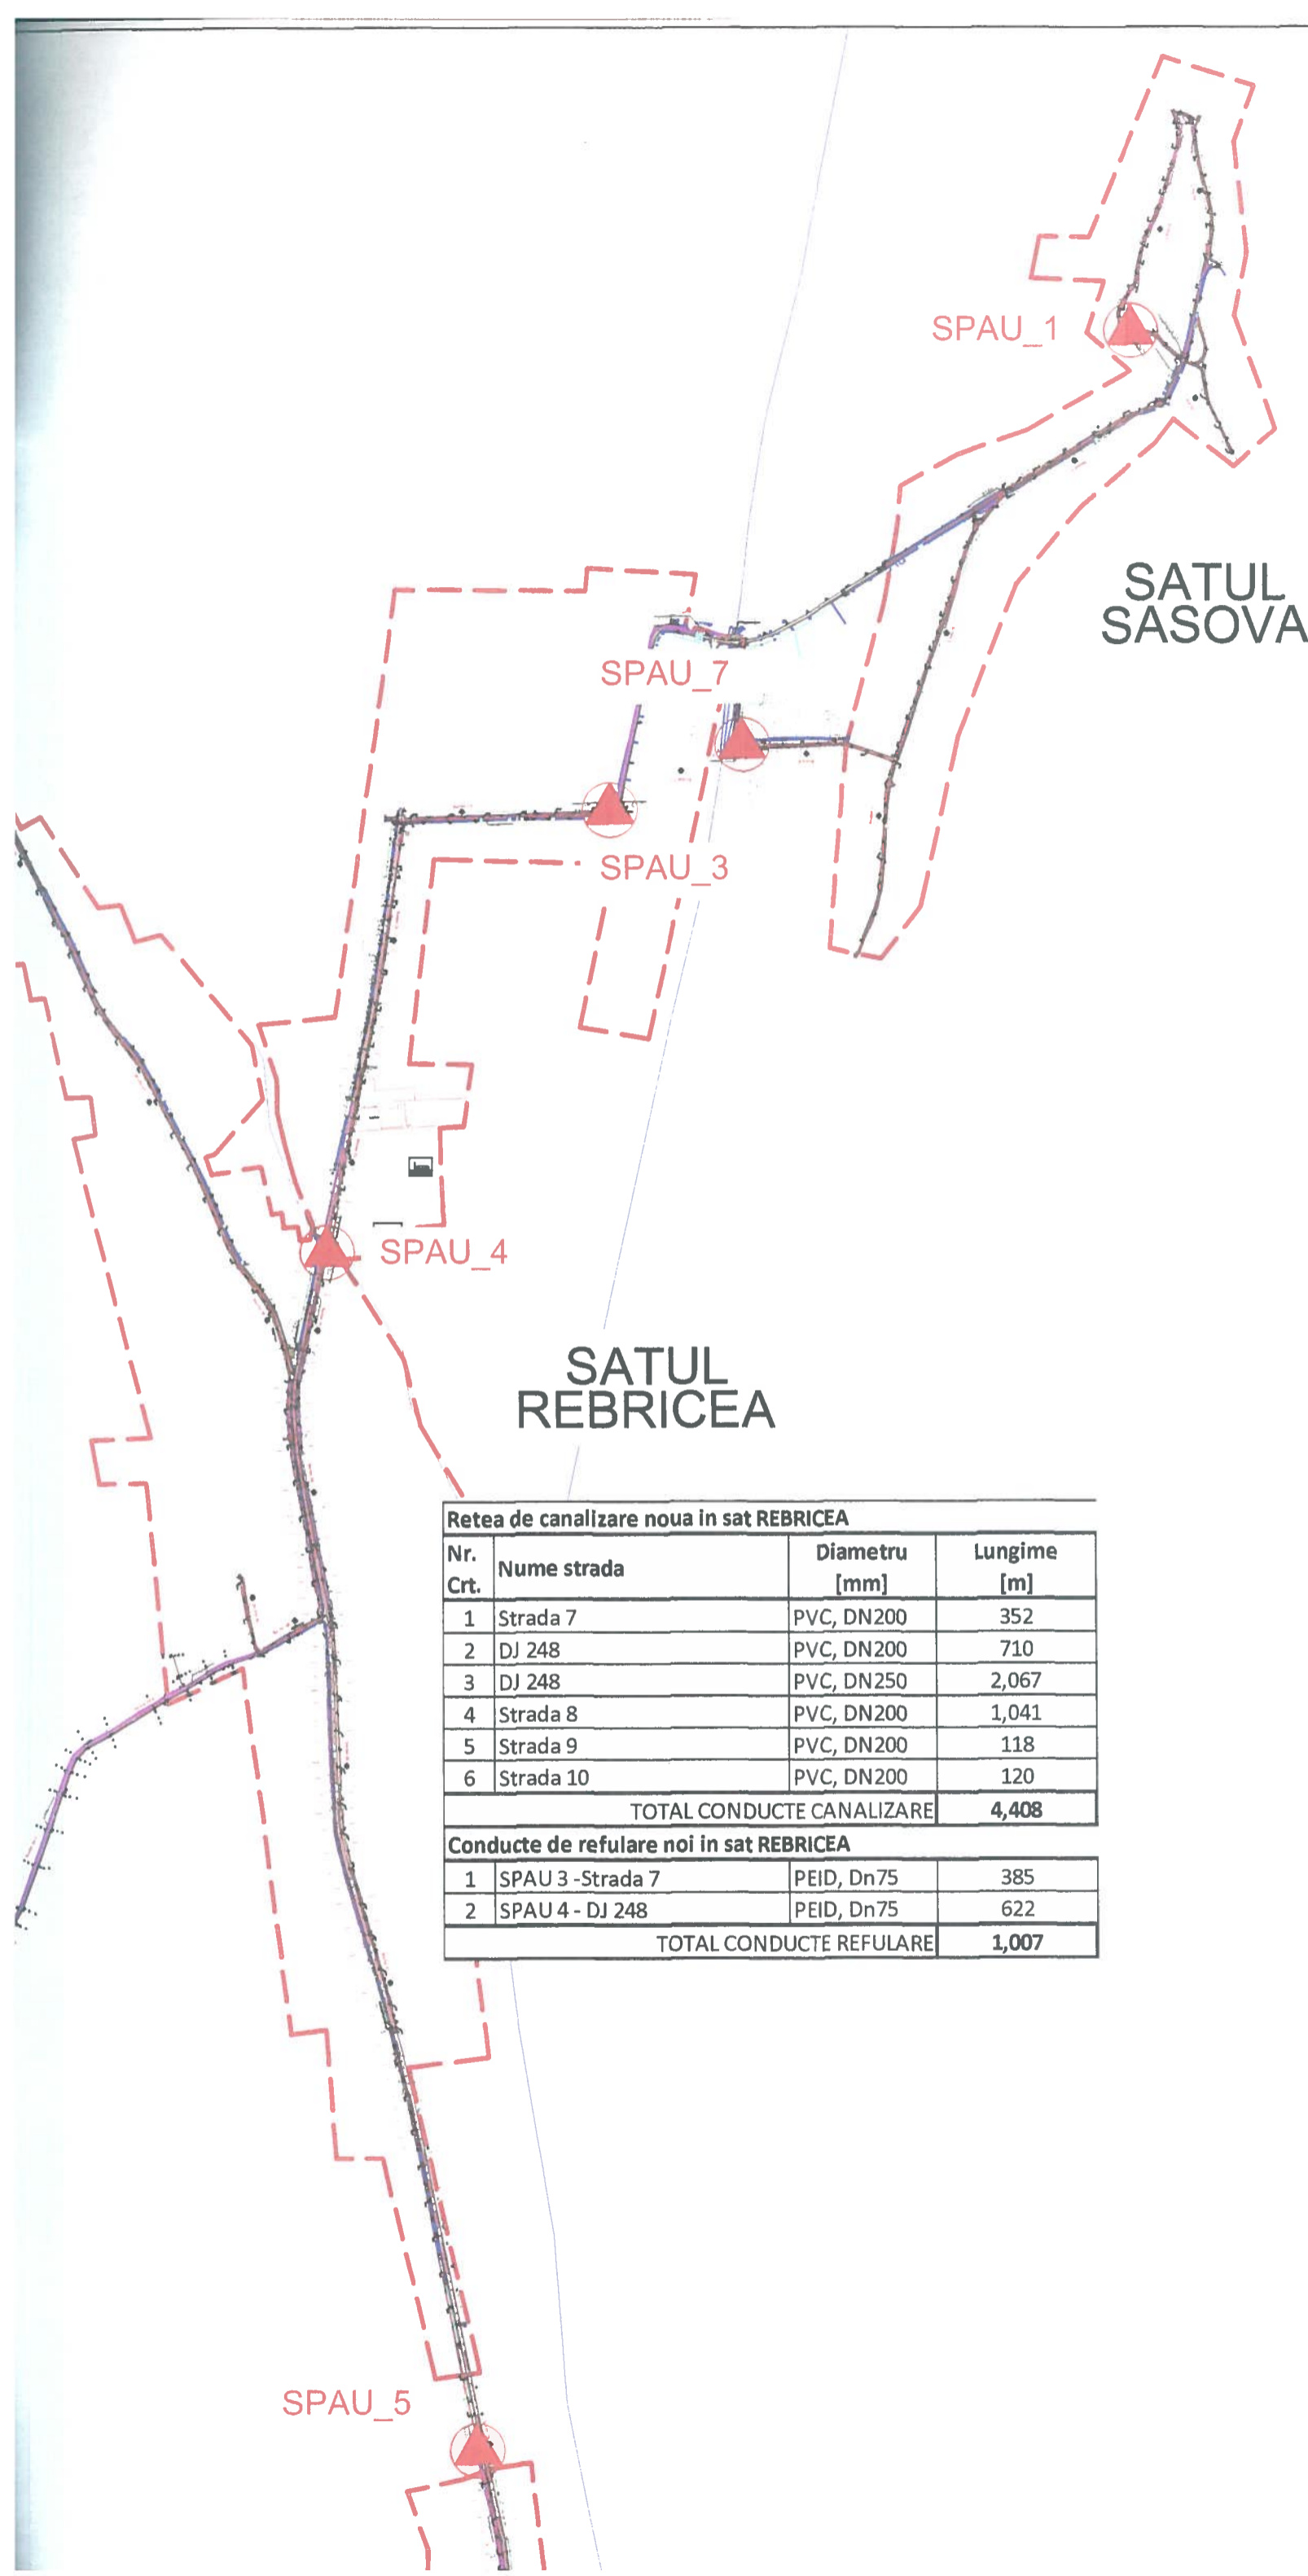 SPAU_1
SATUL
SASOVA
SPAU_7
SPAU_3
SPAU_4
SATUL
REBRICEA
Retea de canalizare noua in sat REBRICEA
Nr. Crt. Nume strada Diametru [mm] Lungime [m]
1 Strada 7 PVC, DN200 352
2 DJ 248 PVC, DN200 710
3 DJ 248 PVC, DN250 2,067
4 Strada 8 PVC, DN200 1,041
5 Strada 9 PVC, DN200 118
6 Strada 10 PVC, DN200 120
TOTAL CONDUCTE CANALIZARE 4,408
Conducte de refulare noi in sat REBRICEA
1 SPAU 3 -Strada 7 PEID, Dn75 385
2 SPAU 4 - DJ 248 PEID, Dn75 622
TOTAL CONDUCTE REFULARE 1,007
SPAU_5